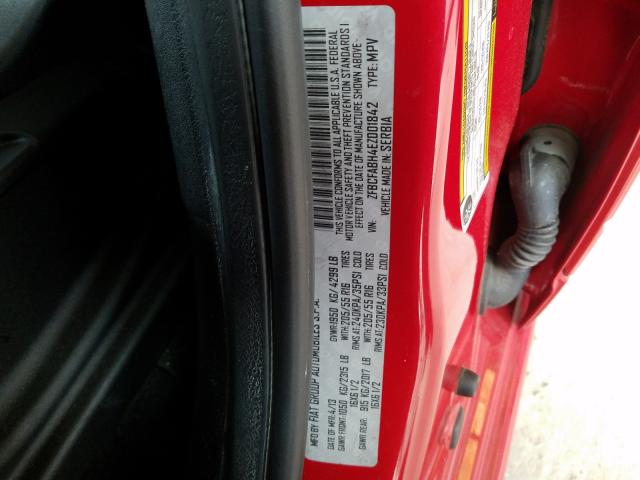 MFD BY FIAT GROUP AUTOMOBILES S.P.A.
DATE OF MFR:4/13 GVWR:1950 KG/4299 LB
GAWR FRONT:1050 KG/2315 LB WITH:205/55 R16 TIRES
16X6 1/2 RIMS AT:240KPA/35PSI COLD
GAWR REAR: 915 KG/2017 LB WITH:205/55 R16 TIRES
16X6 1/2 RIMS AT:230KPA/33PSI COLD
THIS VEHICLE CONFORMS TO ALL APPLICABLE U.S.A. FEDERAL
MOTOR VEHICLE SAFETY AND THEFT PREVENTION STANDARDS I
EFFECT ON THE DATE OF MANUFACTURE SHOWN ABOVE.
VIN: ZFBCFABH4EZ001842 TYPE:MPV
VEHICLE MADE IN: SERBIA